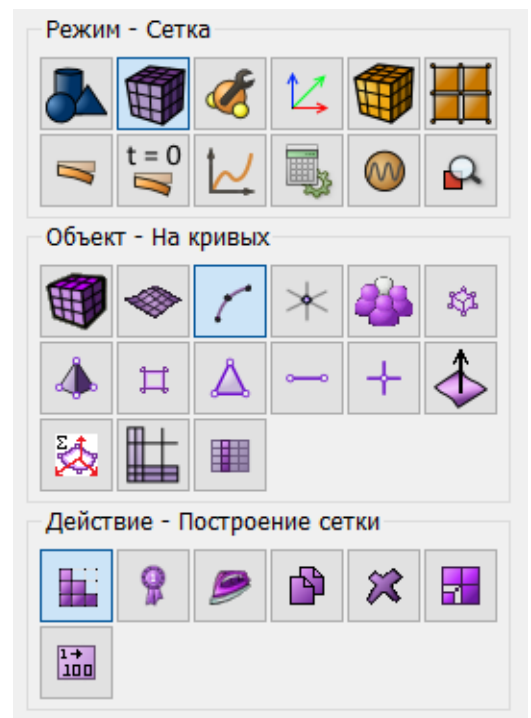 Режим - Сетка
t = 0
Объект - На кривых
Σ
Действие - Построение сетки
1→
100